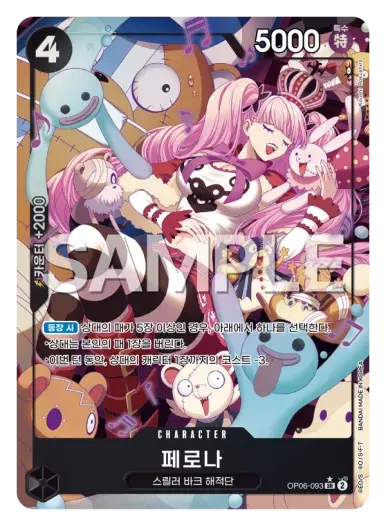 4
5000
특수
特
카운터 +2000
SAMPLE
등장 시 상대의 패가 5장 이상인 경우, 아래에서 하나를 선택한다.
·상대는 본인의 패 1장을 버린다.
·이번 턴 동안, 상대의 캐릭터 1장까지의 코스트 -3.
CHARACTER
페로나
스릴러 바크 해적단
OP06-093 SR 2
©E.O/S ©O/S·F·T BANDAI MADE IN KOREA